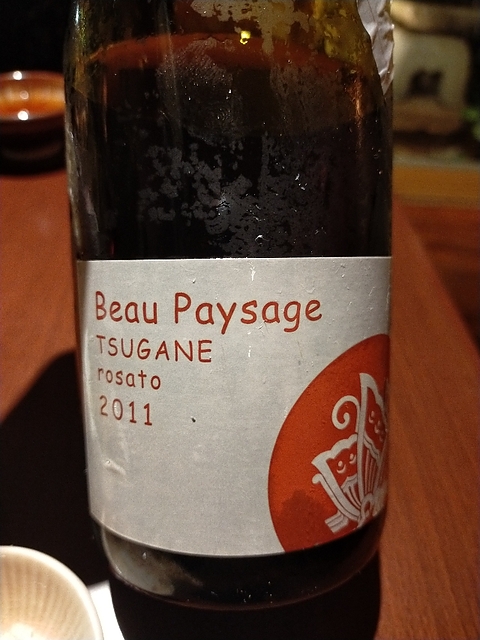 Beau Paysage
TSUGANE
rosato
2011